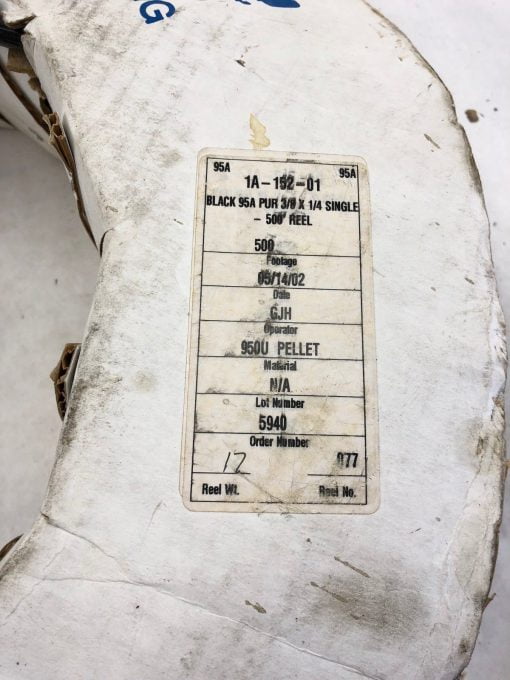 G
95A 95A
1A-152-01
BLACK 95A PUR 3/8 X 1/4 SINGLE
- 500' REEL
500
Footage
05/14/02
Date
GJH
Operator
950U PELLET
Material
N/A
Lot Number
5940
Order Number
12 077
Reel Wt. Reel No.